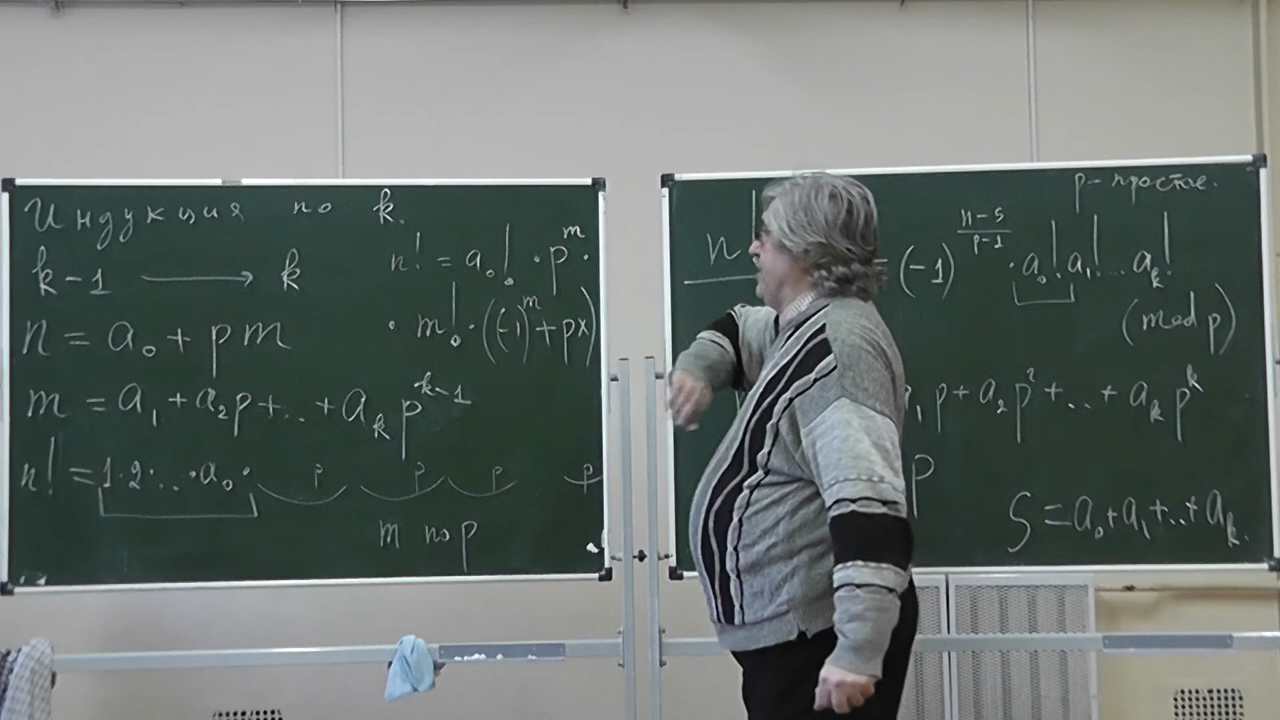 Индукция по k.
k-1 → k
n = a₀ + pm
m = a₁ + a₂p + ... + aₖp^(k-1)
n! = 1·2·...·a₀· p p p p
m по p
n! = a₀! · p^m ·
· m! · ((-1)^m + px)
p - простое.
n! = (-1)^((n-s)/(p-1)) · a₀! a₁! ... aₖ!
(mod p)
₁p + a₂p² + ... + aₖp^k
p
S = a₀ + a₁ + ... + aₖ.